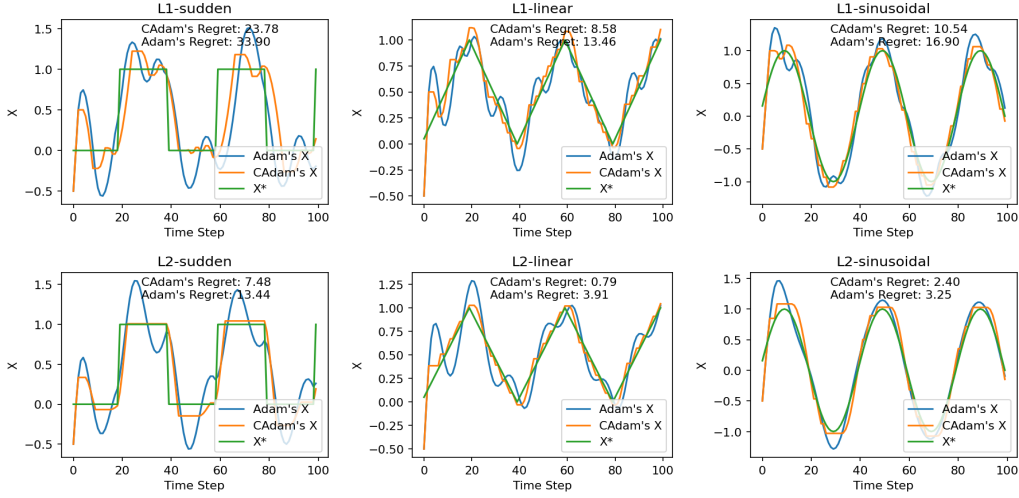 L1-sudden
CAdam's Regret: 23.78
Adam's Regret: 33.90
1.5
1.0
0.5
0.0
−0.5
X
Adam's X
CAdam's X
X*
0
20
40
60
80
100
Time Step
L1-linear
CAdam's Regret: 8.58
Adam's Regret: 13.46
1.00
0.75
0.50
0.25
0.00
−0.25
−0.50
X
Adam's X
CAdam's X
X*
0
20
40
60
80
100
Time Step
L1-sinusoidal
CAdam's Regret: 10.54
Adam's Regret: 16.90
1.0
0.5
0.0
−0.5
−1.0
X
Adam's X
CAdam's X
X*
0
20
40
60
80
100
Time Step
L2-sudden
CAdam's Regret: 7.48
Adam's Regret: 13.44
1.5
1.0
0.5
0.0
−0.5
X
Adam's X
CAdam's X
X*
0
20
40
60
80
100
Time Step
L2-linear
CAdam's Regret: 0.79
Adam's Regret: 3.91
1.25
1.00
0.75
0.50
0.25
0.00
−0.25
−0.50
X
Adam's X
CAdam's X
X*
0
20
40
60
80
100
Time Step
L2-sinusoidal
CAdam's Regret: 2.40
Adam's Regret: 3.25
1.5
1.0
0.5
0.0
−0.5
−1.0
X
Adam's X
CAdam's X
X*
0
20
40
60
80
100
Time Step